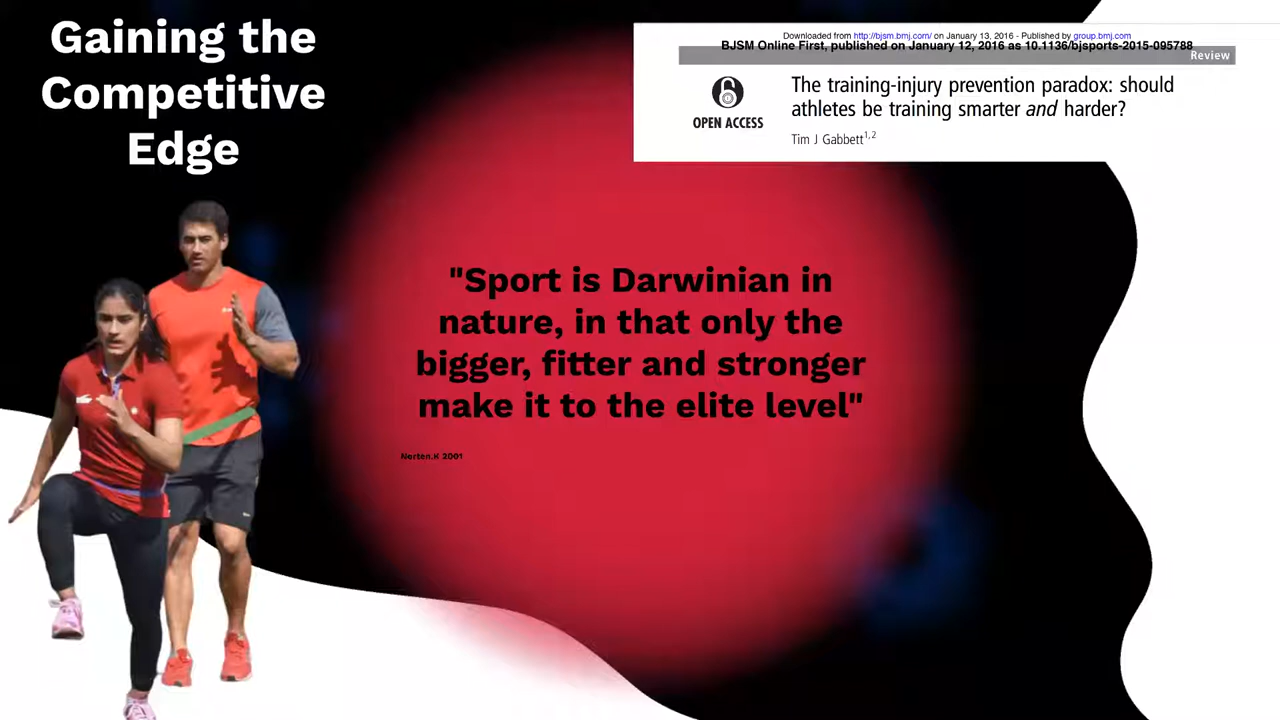 Gaining the
Competitive
Edge
Downloaded from http://bjsm.bmj.com/ on January 13, 2016 - Published by group.bmj.com
BJSM Online First, published on January 12, 2016 as 10.1136/bjsports-2015-095788
Review
OPEN ACCESS
The training-injury prevention paradox: should
athletes be training smarter and harder?
Tim J Gabbett1,2
"Sport is Darwinian in
nature, in that only the
bigger, fitter and stronger
make it to the elite level"
Norten.K 2001